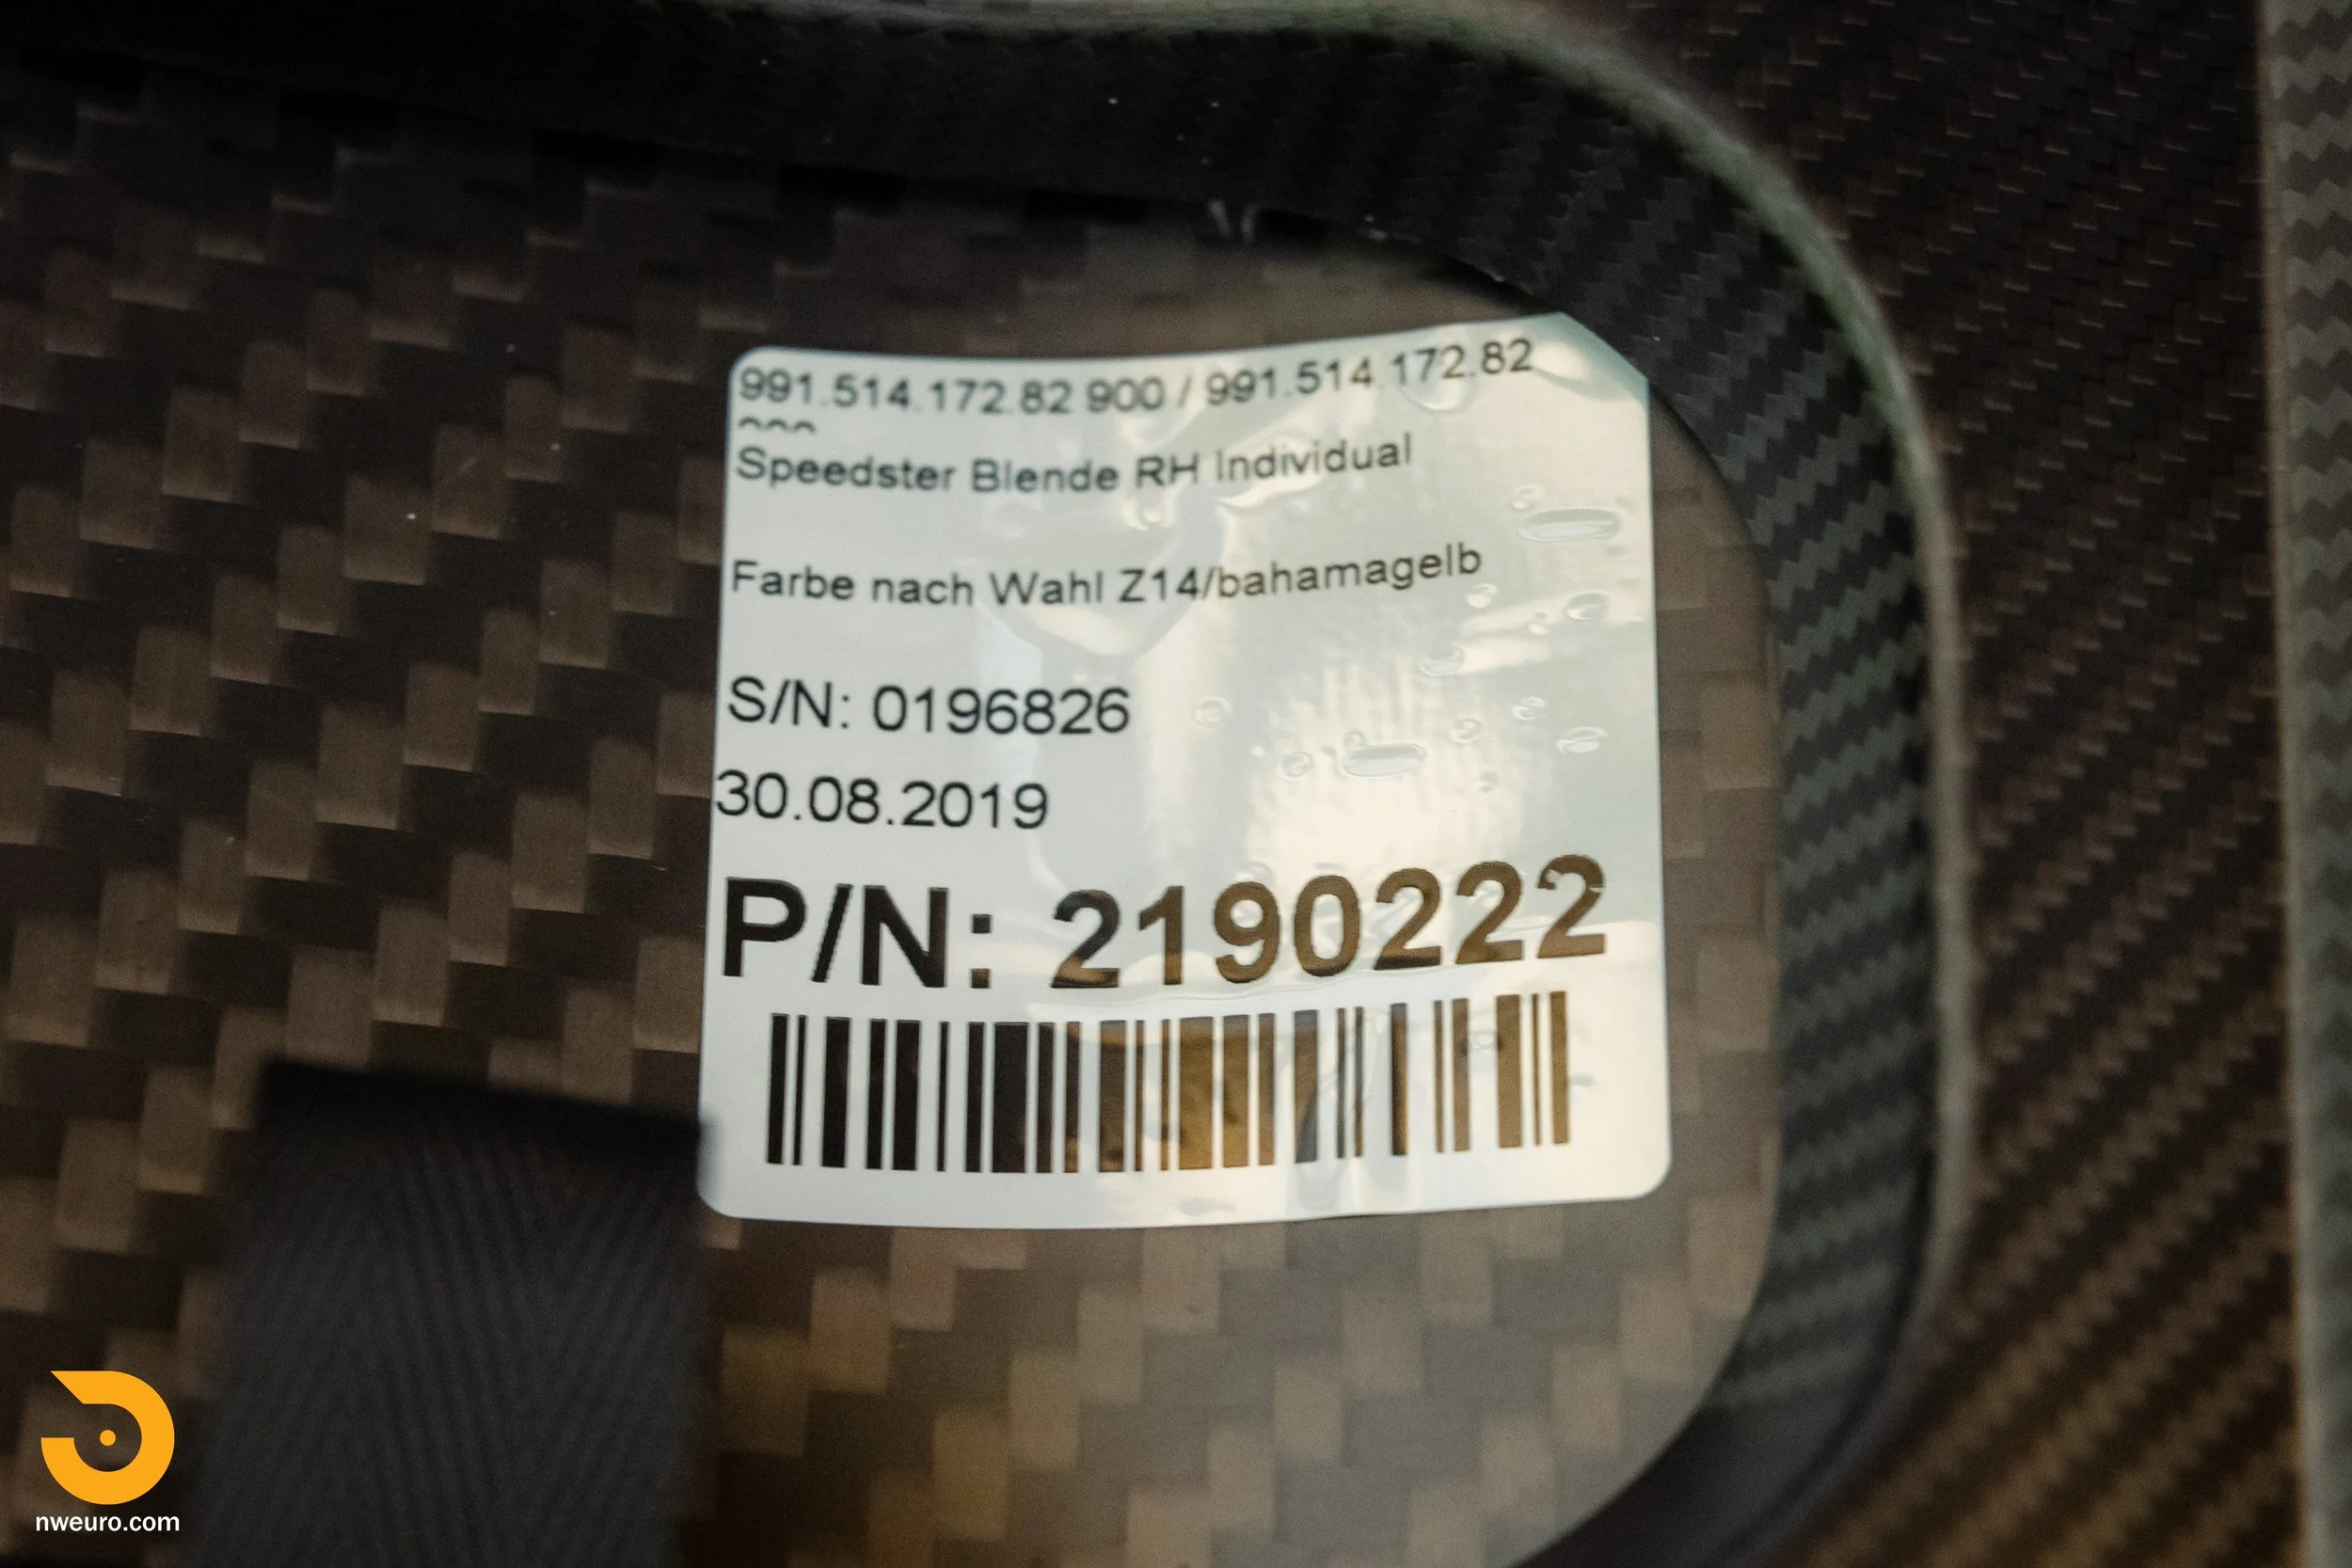 991.514.172.82 900 / 991.514.172.82
Speedster Blende RH Individual
Farbe nach Wahl Z14/bahamagelb
S/N: 0196826
30.08.2019
P/N: 2190222
nweuro.com